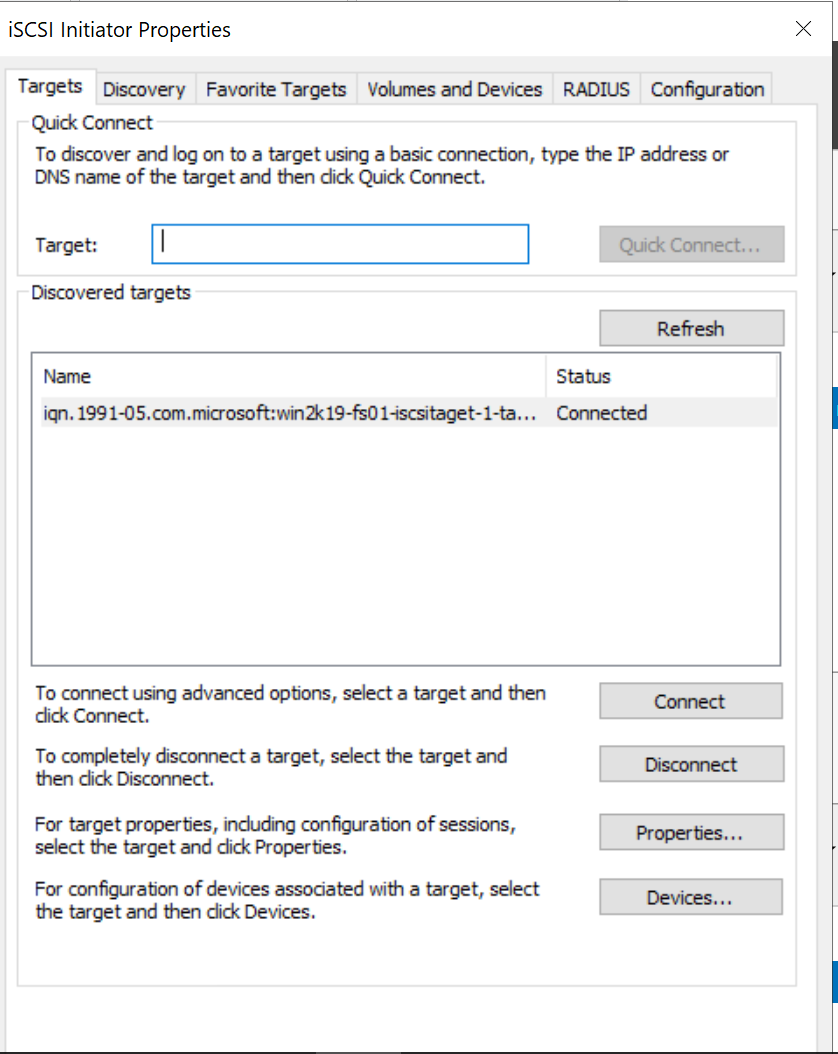 iSCSI Initiator Properties
Targets Discovery Favorite Targets Volumes and Devices RADIUS Configuration
Quick Connect
To discover and log on to a target using a basic connection, type the IP address or
DNS name of the target and then click Quick Connect.
Target: Quick Connect...
Discovered targets
Refresh
Name Status
iqn.1991-05.com.microsoft:win2k19-fs01-iscsitaget-1-ta... Connected
To connect using advanced options, select a target and then
click Connect.
Connect
To completely disconnect a target, select the target and
then click Disconnect.
Disconnect
For target properties, including configuration of sessions,
select the target and click Properties.
Properties...
For configuration of devices associated with a target, select
the target and then click Devices.
Devices...